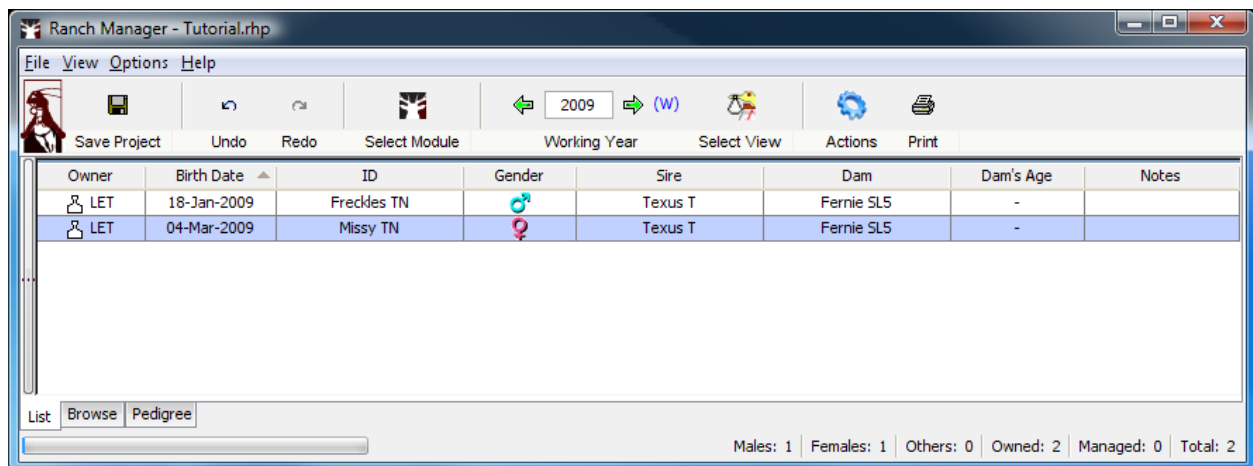 Ranch Manager - Tutorial.rhp
File View Options Help
2009 (W)
Save Project Undo Redo Select Module Working Year Select View Actions Print
Owner Birth Date ID Gender Sire Dam Dam's Age Notes
LET 18-Jan-2009 Freckles TN Texus T Fernie SL5 -
LET 04-Mar-2009 Missy TN Texus T Fernie SL5 -
List Browse Pedigree
Males: 1 Females: 1 Others: 0 Owned: 2 Managed: 0 Total: 2